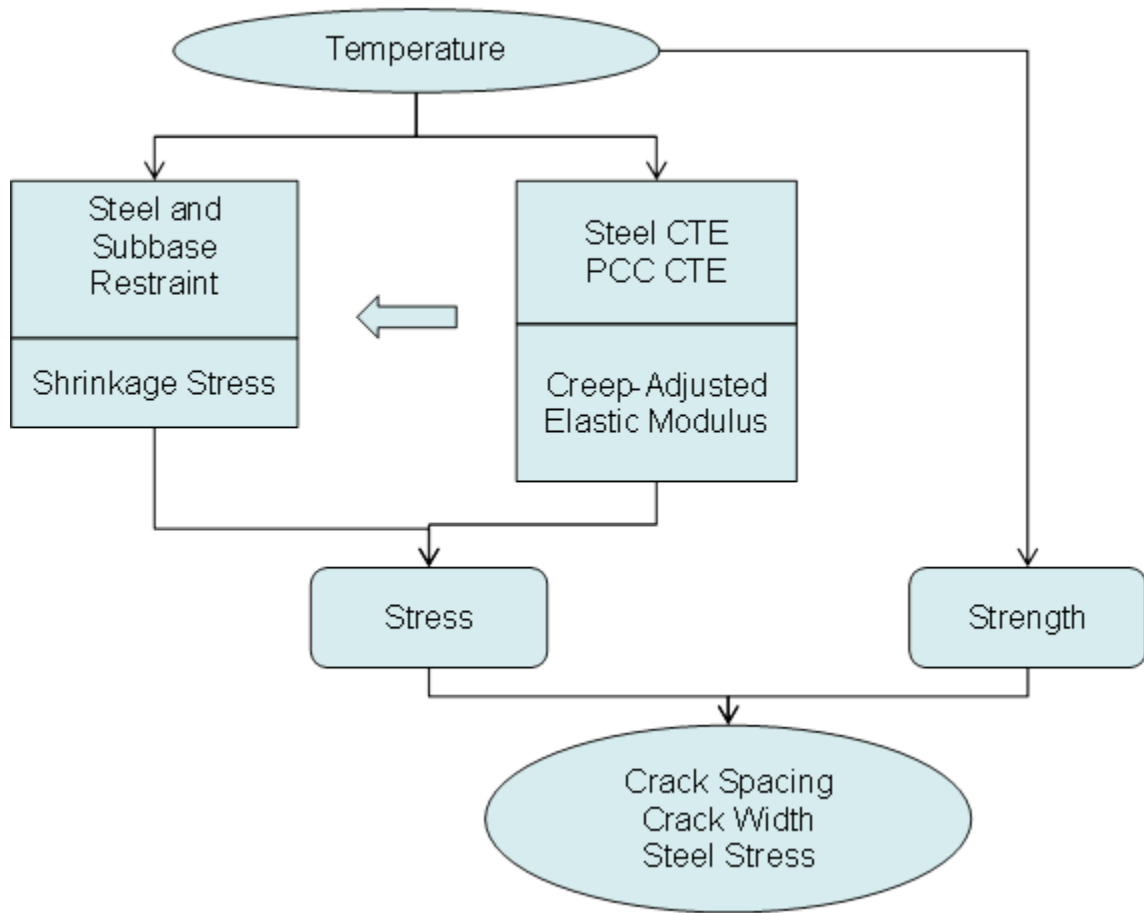 Temperature
Steel and
Subbase
Restraint
Shrinkage Stress
Steel CTE
PCC CTE
Creep-Adjusted
Elastic Modulus
Stress
Strength
Crack Spacing
Crack Width
Steel Stress